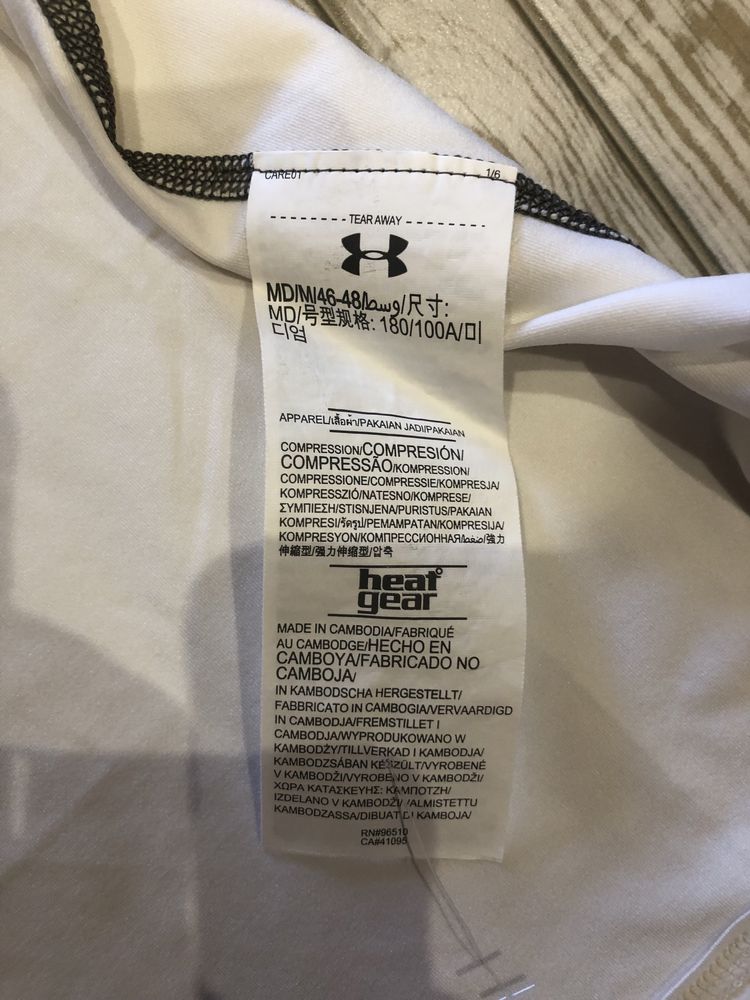 CARE01 1/6
TEAR AWAY
MD/M/46-48/وسط/尺寸:
MD/号型规格: 180/100A/미
디엄
APPAREL/เสื้อผ้า/PAKAIAN JADI/PAKAIAN
COMPRESSION/COMPRESIÓN/
COMPRESSÃO/KOMPRESSION/
COMPRESSIONE/COMPRESSIE/KOMPRESJA/
KOMPRESSZIÓ/NATESNO/KOMPRESE/
ΣΥΜΠΙΕΣΗ/STISNJENA/PURISTUS/PAKAIAN
KOMPRESI/รัดรูป/PEMAMPATAN/KOMPRESIJA/
KOMPRESYON/КОМПРЕССИОННАЯ/ضغط/強力
伸縮型/强力伸缩型/압축
heat
gear
MADE IN CAMBODIA/FABRIQUÉ
AU CAMBODGE/HECHO EN
CAMBOYA/FABRICADO NO
CAMBOJA/
IN KAMBODSCHA HERGESTELLT/
FABBRICATO IN CAMBOGIA/VERVAARDIGD
IN CAMBODJA/FREMSTILLET I
CAMBODJA/WYPRODUKOWANO W
KAMBODŻY/TILLVERKAD I KAMBODJA/
KAMBODZSÁBAN KÉSZÜLT/VYROBENÉ
V KAMBODŽI/VYROBENO V KAMBODŽI/
ΧΩΡΑ ΚΑΤΑΣΚΕΥΗΣ: ΚΑΜΠΟΤΖΗ/
IZDELANO V KAMBODŽI/VALMISTETTU
KAMBODZASSA/DIBUAT DI KAMBOJA/
RN#96510
CA#41095